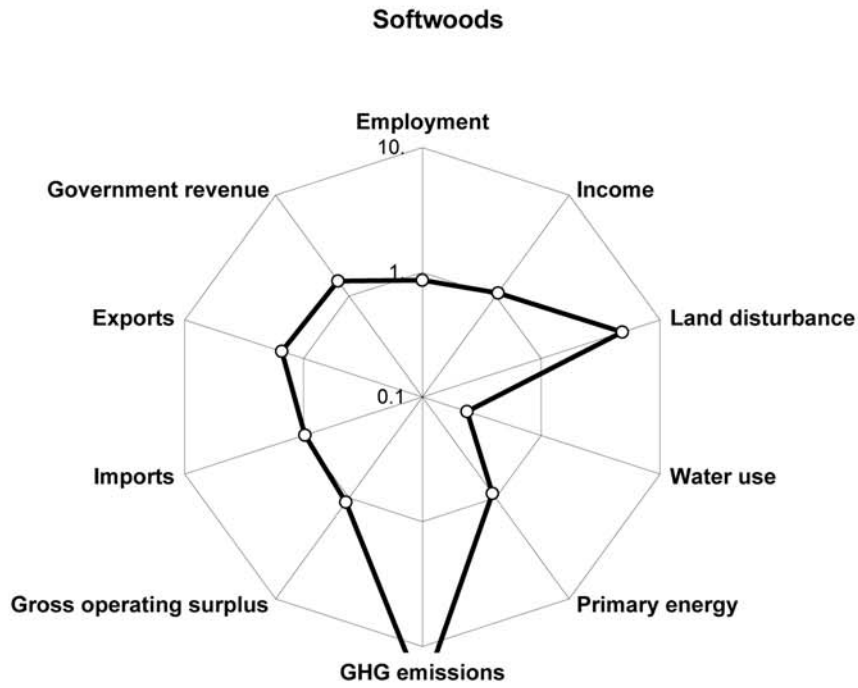 Softwoods
Employment
10.
Government revenue
Income
1.
Exports
Land disturbance
0.1
Imports
Water use
Gross operating surplus
Primary energy
GHG emissions